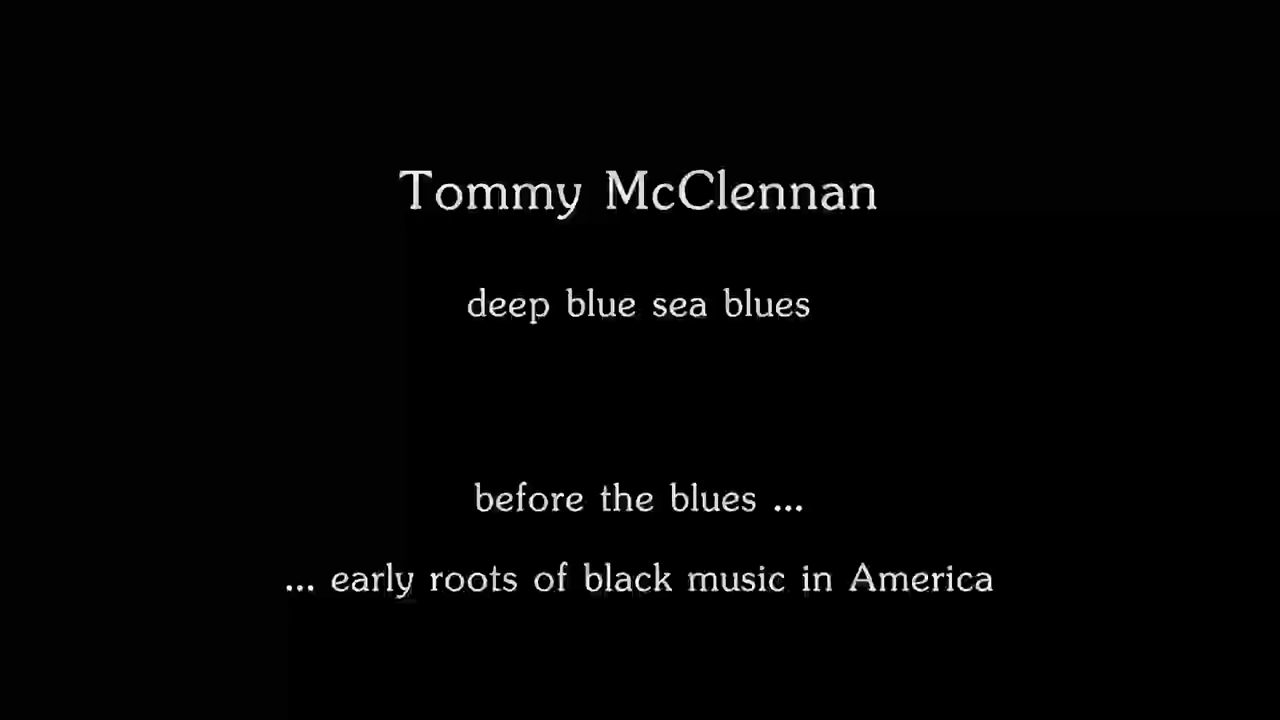 Tommy McClennan
deep blue sea blues
before the blues ...
... early roots of black music in America